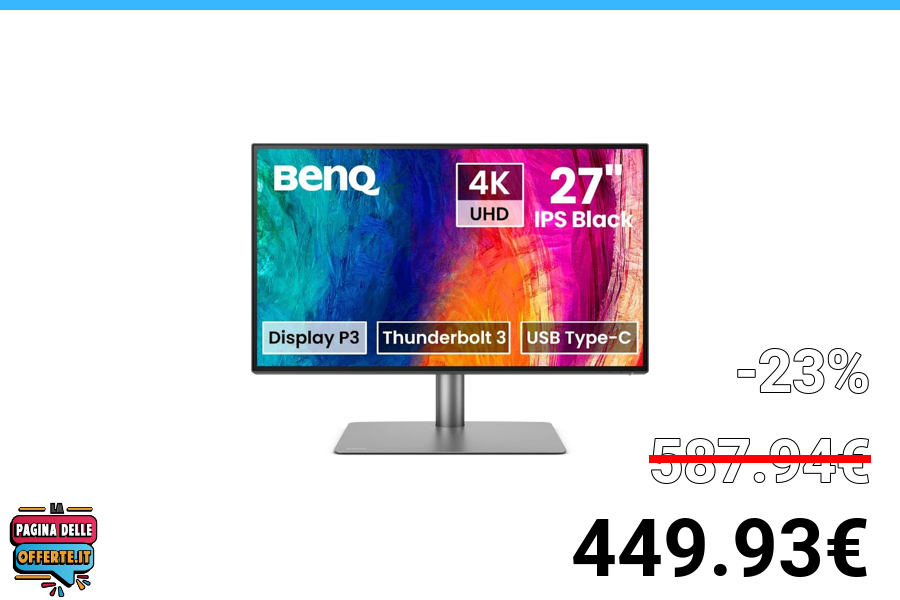 BenQ
4K
UHD
27"
IPS Black
Display P3
Thunderbolt 3
USB Type-C
-23%
587.94€
449.93€
LA
PAGINA DELLE
OFFERTE.IT